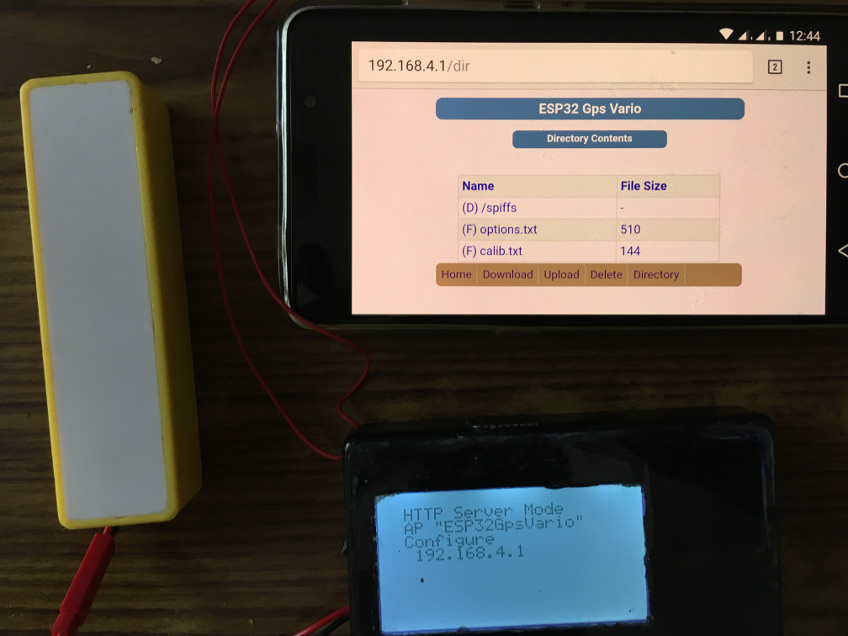 12:44
192.168.4.1/dir
2
ESP32 Gps Vario
Directory Contents
Name File Size
(D) /spiffs -
(F) options.txt 510
(F) calib.txt 144
Home Download Upload Delete Directory
HTTP Server Mode
AP "ESP32GpsVario"
Configure
192.168.4.1